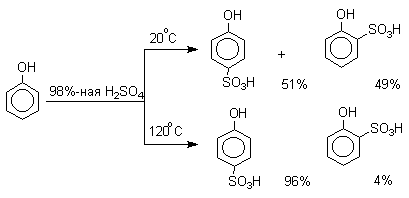 OH
OH
SO₃H
20°C
+
SO₃H
51%
49%
OH
98%-ная H₂SO₄
120°C
OH
OH
SO₃H
SO₃H
96%
4%